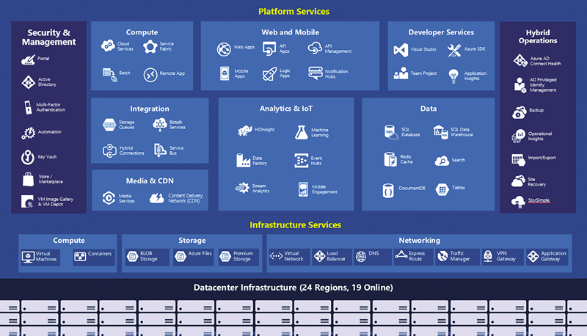 Platform Services
Security &
Management
Portal
Active
Directory
Multi-Factor
Authentication
Automation
Key Vault
Store /
Marketplace
VM Image Gallery
& VM Depot
Compute
Cloud
Services
Service
Fabric
Batch
Remote App
Web and Mobile
Web Apps
API
Apps
API
Management
Mobile
Apps
Logic
Apps
Notification
Hubs
Developer Services
Visual Studio
Azure SDK
Team Project
Application
Insights
Hybrid
Operations
Azure AD
Connect Health
AD Privileged
Identity
Management
Backup
Operational
Insights
Import/Export
Site
Recovery
StorSimple
Integration
Storage
Queues
Biztalk
Services
Hybrid
Connections
Service
Bus
Media & CDN
Media
Services
Content Delivery
Network (CDN)
Analytics & IoT
HDInsight
Machine
Learning
Data
Factory
Event
Hubs
Stream
Analytics
Mobile
Engagement
Data
SQL
Database
SQL Data
Warehouse
Redis
Cache
Search
DocumentDB
Tables
Infrastructure Services
Compute
Virtual
Machines
Containers
Storage
BLOB
Storage
Azure Files
Premium
Storage
Networking
Virtual
Network
Load
Balancer
DNS
Express
Route
Traffic
Manager
VPN
Gateway
Application
Gateway
Datacenter Infrastructure (24 Regions, 19 Online)